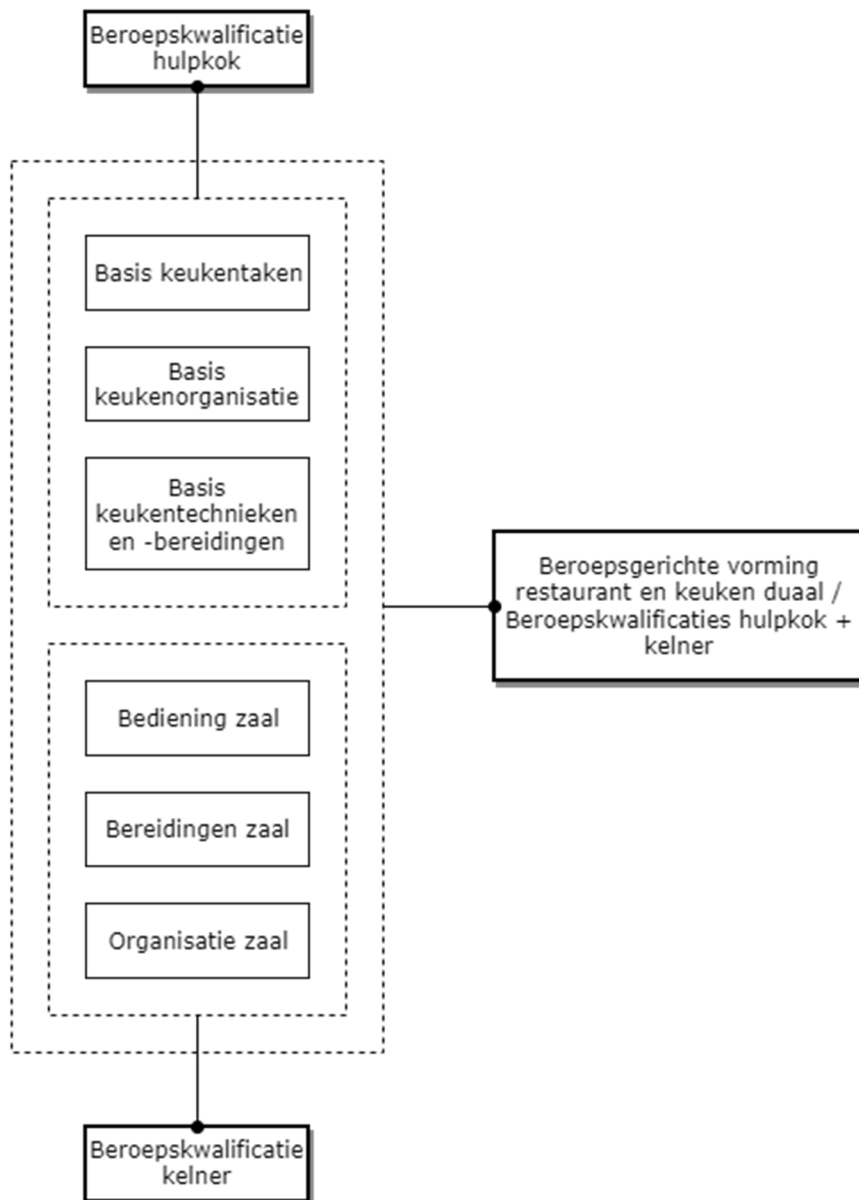 Beroepskwalificatie
hulpkok
Basis keukentaken
Basis
keukenorganisatie
Basis
keukentechnieken
en -bereidingen
Beroepsgerichte vorming
restaurant en keuken duaal /
Beroepskwalificaties hulpkok +
kelner
Bediening zaal
Bereidingen zaal
Organisatie zaal
Beroepskwalificatie
kelner